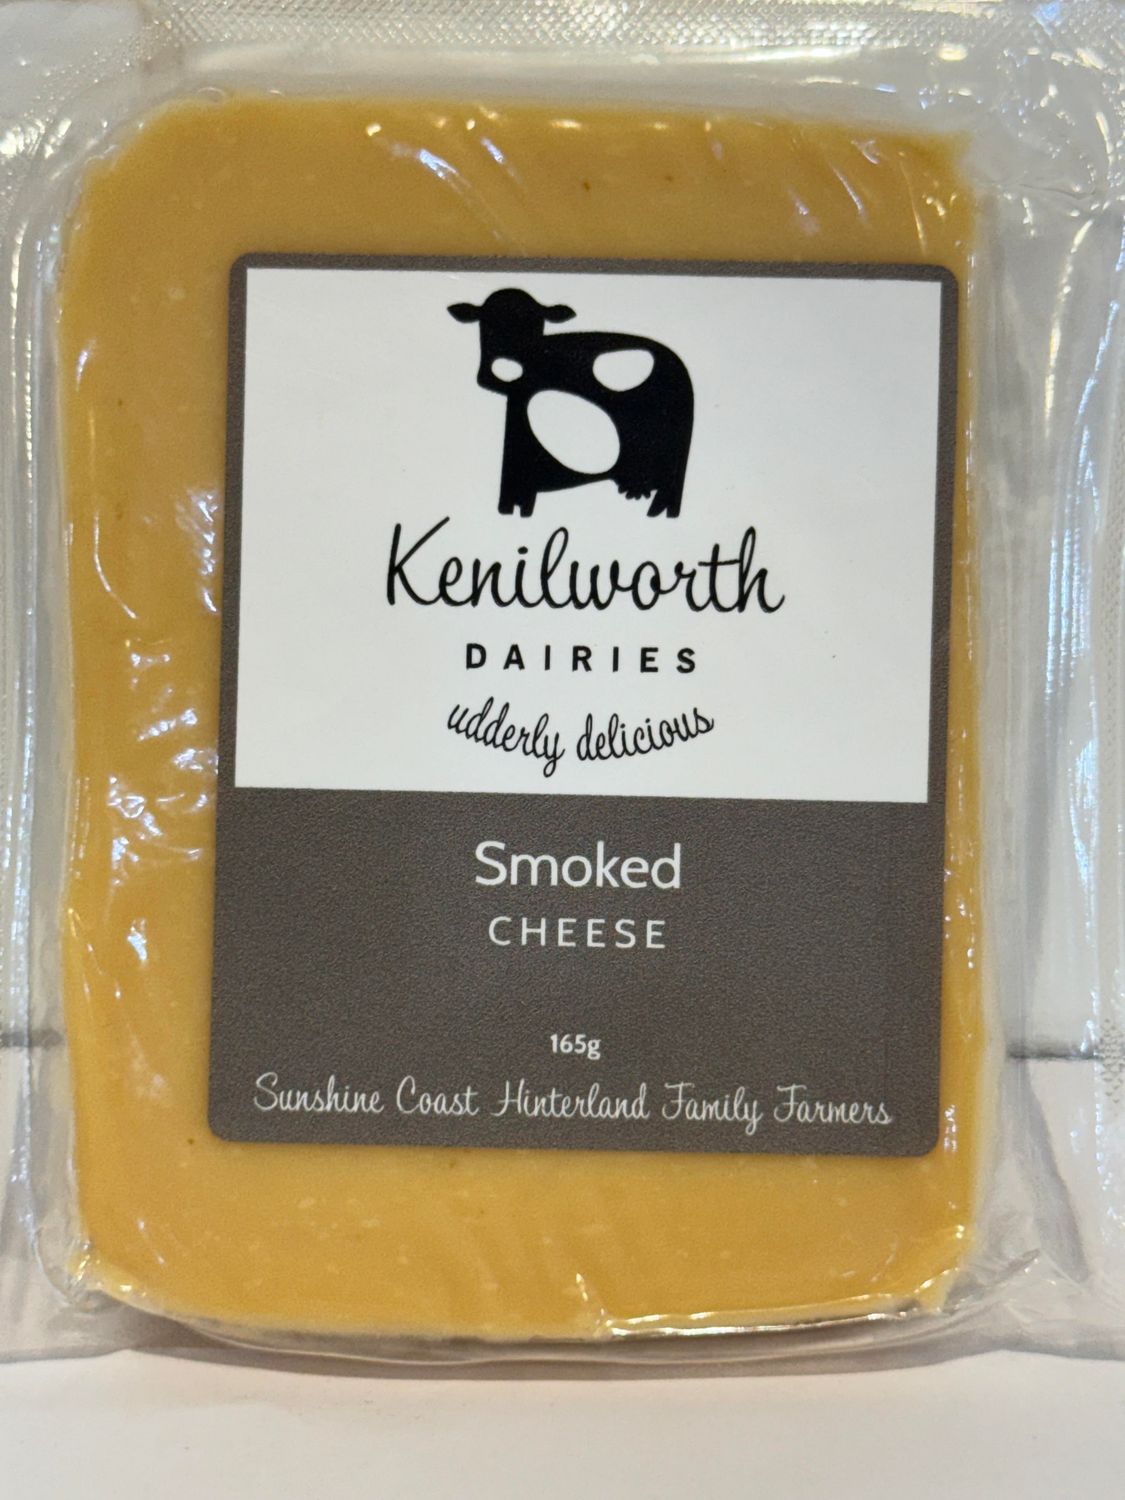 Kenilworth
DAIRIES
udderly delicious
Smoked
CHEESE
165g
Sunshine Coast Hinterland Family Farmers